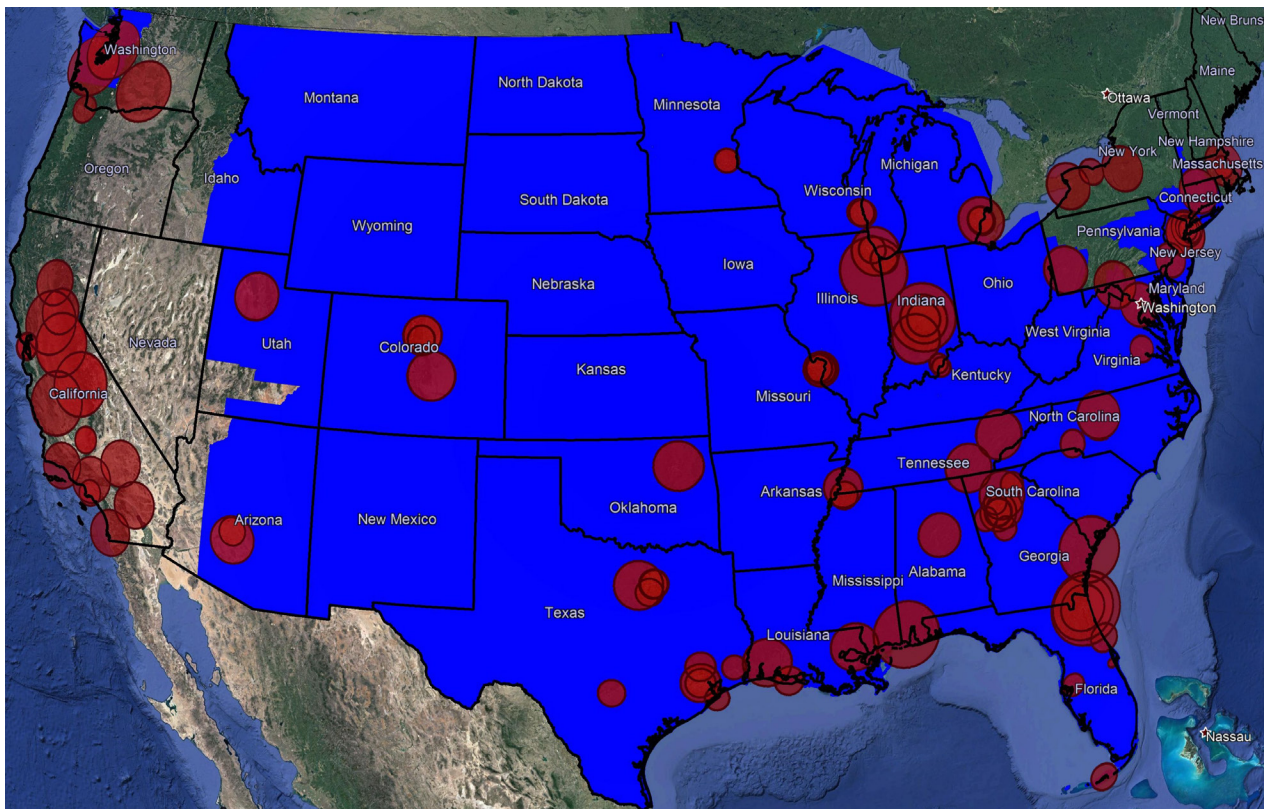 New Bruns
Washington
Maine
Montana
North Dakota
Minnesota
Ottawa
Vermont
New Hampshire
New York
Massachusetts
Oregon
Idaho
Michigan
South Dakota
Wisconsin
Connecticut
Wyoming
Pennsylvania
New Jersey
Iowa
Nebraska
Ohio
Illinois
Indiana
Maryland
Washington
Nevada
Utah
Colorado
West Virginia
Virginia
Kansas
Kentucky
California
Missouri
North Carolina
Tennessee
Arkansas
South Carolina
Oklahoma
Arizona
New Mexico
Georgia
Alabama
Mississippi
Texas
Louisiana
Florida
Nassau